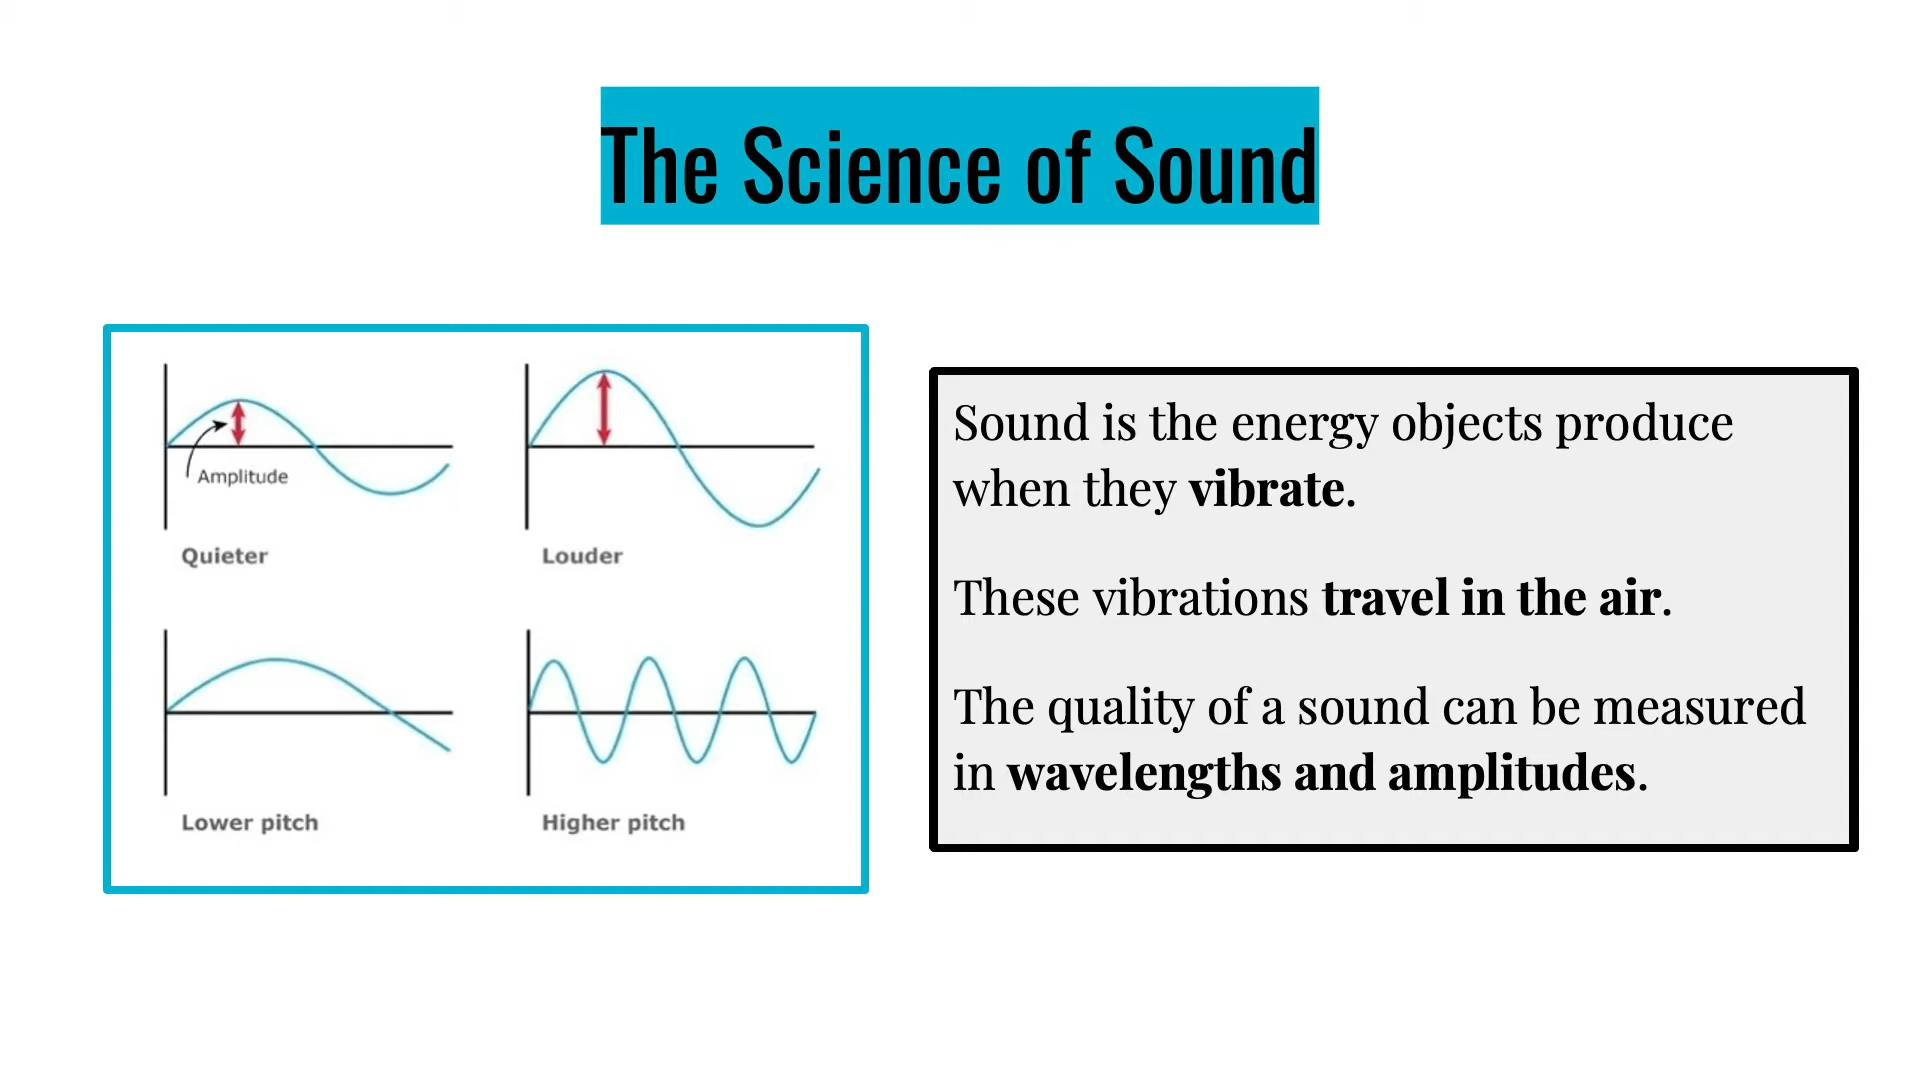 The Science of Sound
Amplitude
Quieter
Louder
Lower pitch
Higher pitch
Sound is the energy objects produce
when they vibrate.
These vibrations travel in the air.
The quality of a sound can be measured
in wavelengths and amplitudes.